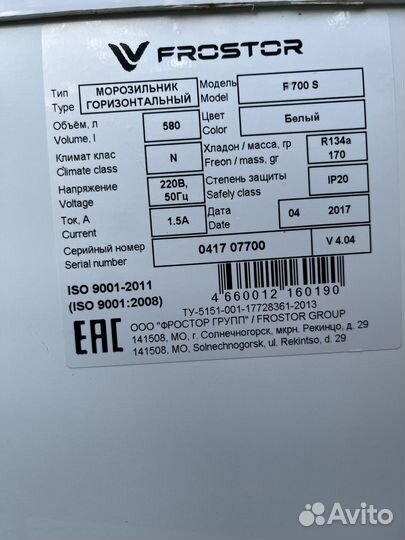 FROSTOR
Тип
Type
МОРОЗИЛЬНИК
ГОРИЗОНТАЛЬНЫЙ
Модель
Model
F 700 S
Объём, л
Volume, l
580
Цвет
Color
Белый
Климат клас
Climate class
N
Хладон / масса, гр
Freon / mass, gr
R134a
170
Напряжение
Voltage
220В,
50Гц
Степень защиты
Safely class
IP20
Ток, А
Current
1.5А
Дата
Date
04 2017
Серийный номер
Serial number
0417 07700
V 4.04
ISO 9001-2011
(ISO 9001:2008)
4 660012 160190
ТУ-5151-001-17728361-2013
EAC
ООО "ФРОСТОР ГРУПП" / FROSTOR GROUP
141508, МО, г. Солнечногорск, мкрн. Рекинцо, д. 29
141508, MO, Solnechnogorsk, ul. Rekintso, d. 29
Avito